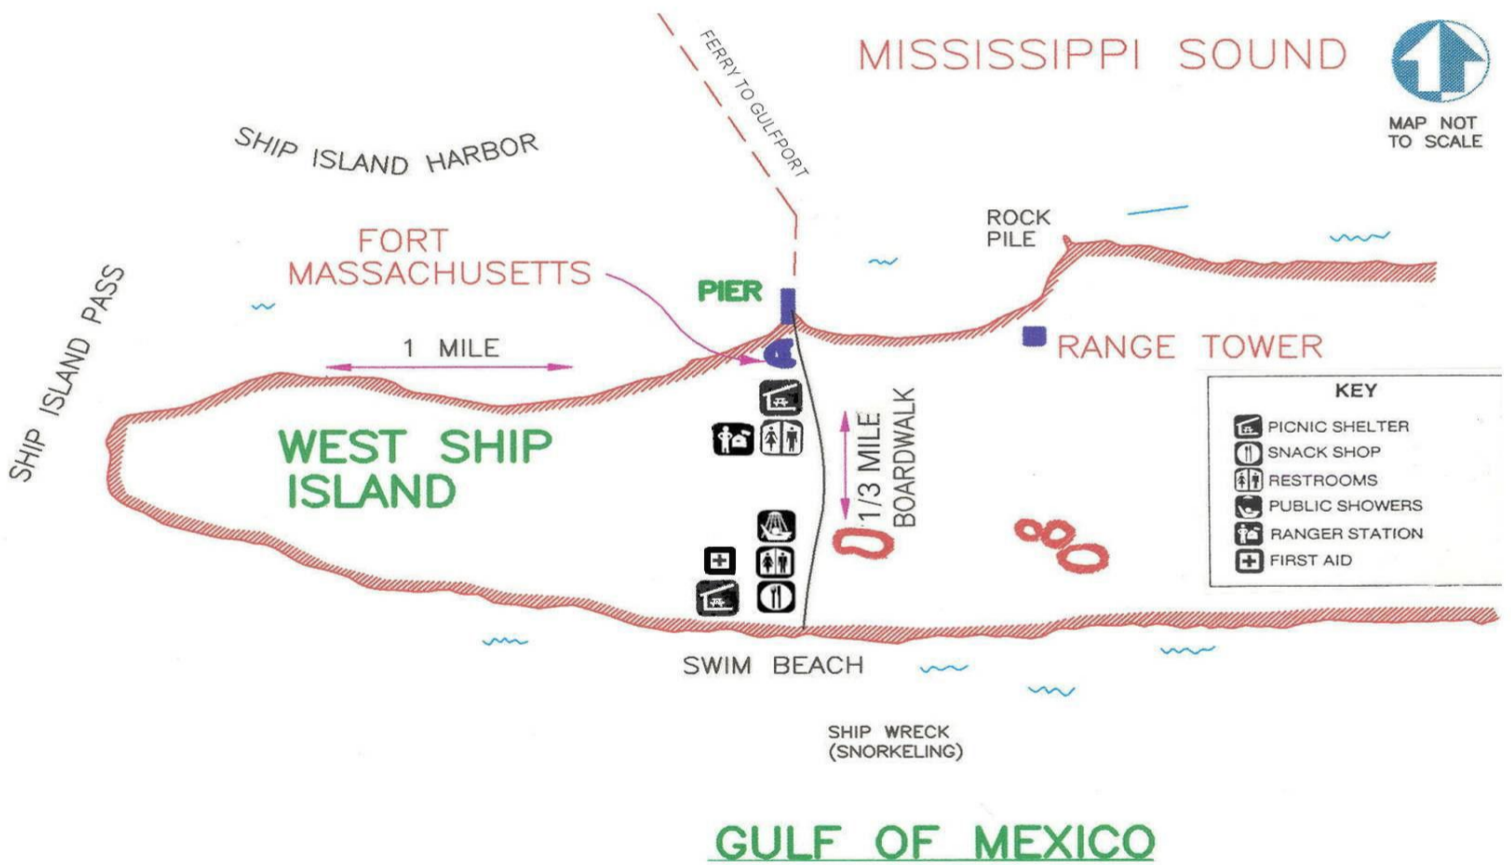 MISSISSIPPI SOUND
MAP NOT
TO SCALE
FERRY TO GULFPORT
SHIP ISLAND HARBOR
ROCK
PILE
FORT
MASSACHUSETTS
PIER
SHIP ISLAND PASS
1 MILE
RANGE TOWER
WEST SHIP
ISLAND
1/3 MILE
BOARDWALK
KEY
PICNIC SHELTER
SNACK SHOP
RESTROOMS
PUBLIC SHOWERS
RANGER STATION
FIRST AID
SWIM BEACH
SHIP WRECK
(SNORKELING)
GULF OF MEXICO